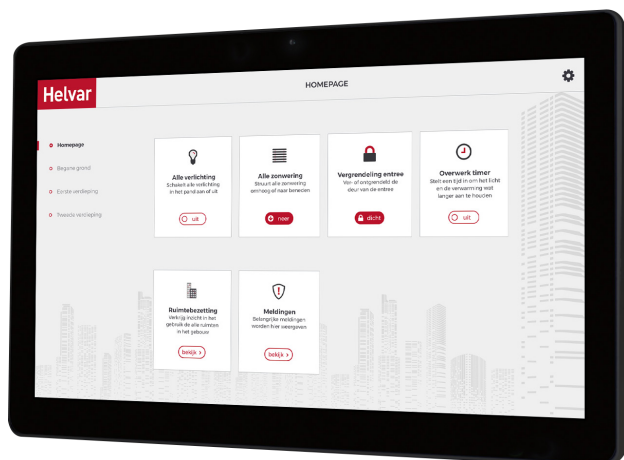 Helvar
HOMEPAGE
Homepage
Begane grond
Eerste verdieping
Tweede verdieping
Alle verlichting
Schakelt alle verlichting
in het pand aan of uit
uit
Alle zonwering
Stuurt alle zonwering
omhoog of naar beneden
neer
Vergrendeling entree
Ver- of ontgrendeld de
deur van de entree
dicht
Overwerk timer
Stelt een tijd in om het licht
en de verwarming wat
langer aan te houden
uit
Ruimtebezetting
Verkrijg inzicht in het
gebruik de alle ruimten
in het gebouw
bekijk >
Meldingen
Belangrijke meldingen
worden hier weergeven
bekijk >